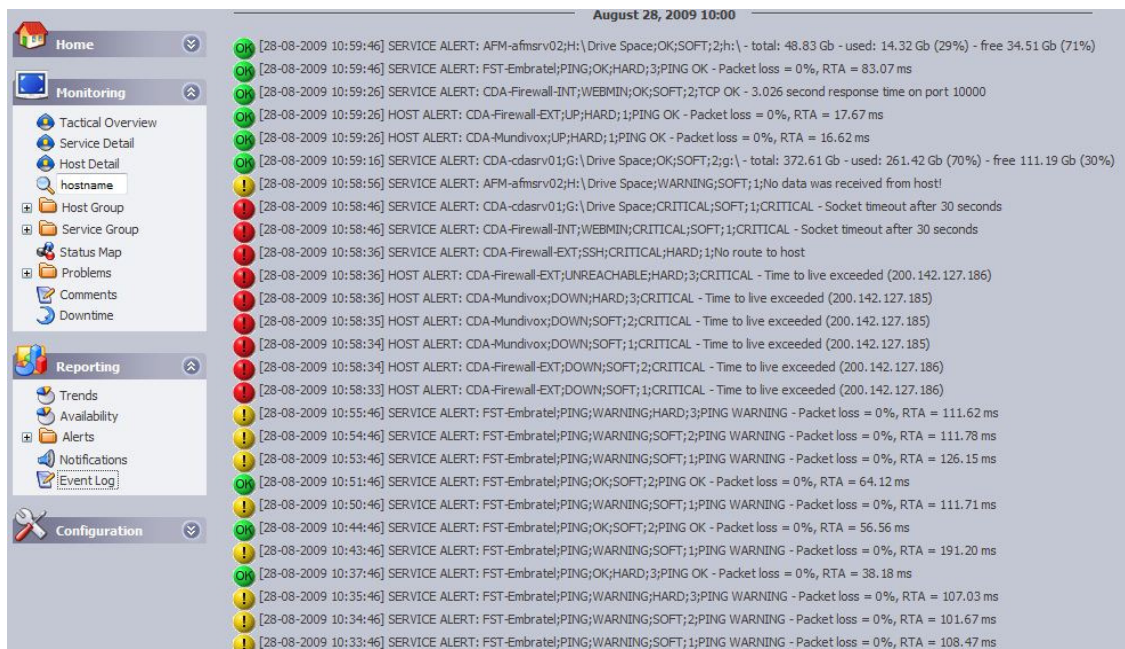 August 28, 2009 10:00
Home
Monitoring
Tactical Overview
Service Detail
Host Detail
hostname
Host Group
Service Group
Status Map
Problems
Comments
Downtime
Reporting
Trends
Availability
Alerts
Notifications
Event Log
Configuration
OK [28-08-2009 10:59:46] SERVICE ALERT: AFM-afmsrv02;H:\ Drive Space;OK;SOFT;2;h:\ - total: 48.83 Gb - used: 14.32 Gb (29%) - free 34.51 Gb (71%)
OK [28-08-2009 10:59:46] SERVICE ALERT: FST-Embratel;PING;OK;HARD;3;PING OK - Packet loss = 0%, RTA = 83.07 ms
OK [28-08-2009 10:59:26] SERVICE ALERT: CDA-Firewall-INT;WEBMIN;OK;SOFT;2;TCP OK - 3.026 second response time on port 10000
OK [28-08-2009 10:59:26] HOST ALERT: CDA-Firewall-EXT;UP;HARD;1;PING OK - Packet loss = 0%, RTA = 17.67 ms
OK [28-08-2009 10:59:26] HOST ALERT: CDA-Mundivox;UP;HARD;1;PING OK - Packet loss = 0%, RTA = 16.62 ms
OK [28-08-2009 10:59:16] SERVICE ALERT: CDA-cdasrv01;G:\ Drive Space;OK;SOFT;2;g:\ - total: 372.61 Gb - used: 261.42 Gb (70%) - free 111.19 Gb (30%)
! [28-08-2009 10:58:56] SERVICE ALERT: AFM-afmsrv02;H:\ Drive Space;WARNING;SOFT;1;No data was received from host!
! [28-08-2009 10:58:46] SERVICE ALERT: CDA-cdasrv01;G:\ Drive Space;CRITICAL;SOFT;1;CRITICAL - Socket timeout after 30 seconds
! [28-08-2009 10:58:46] SERVICE ALERT: CDA-Firewall-INT;WEBMIN;CRITICAL;SOFT;1;CRITICAL - Socket timeout after 30 seconds
! [28-08-2009 10:58:36] SERVICE ALERT: CDA-Firewall-EXT;SSH;CRITICAL;HARD;1;No route to host
! [28-08-2009 10:58:36] HOST ALERT: CDA-Firewall-EXT;UNREACHABLE;HARD;3;CRITICAL - Time to live exceeded (200.142.127.186)
! [28-08-2009 10:58:36] HOST ALERT: CDA-Mundivox;DOWN;HARD;3;CRITICAL - Time to live exceeded (200.142.127.185)
! [28-08-2009 10:58:35] HOST ALERT: CDA-Mundivox;DOWN;SOFT;2;CRITICAL - Time to live exceeded (200.142.127.185)
! [28-08-2009 10:58:34] HOST ALERT: CDA-Mundivox;DOWN;SOFT;1;CRITICAL - Time to live exceeded (200.142.127.185)
! [28-08-2009 10:58:34] HOST ALERT: CDA-Firewall-EXT;DOWN;SOFT;2;CRITICAL - Time to live exceeded (200.142.127.186)
! [28-08-2009 10:58:33] HOST ALERT: CDA-Firewall-EXT;DOWN;SOFT;1;CRITICAL - Time to live exceeded (200.142.127.186)
! [28-08-2009 10:55:46] SERVICE ALERT: FST-Embratel;PING;WARNING;HARD;3;PING WARNING - Packet loss = 0%, RTA = 111.62 ms
! [28-08-2009 10:54:46] SERVICE ALERT: FST-Embratel;PING;WARNING;SOFT;2;PING WARNING - Packet loss = 0%, RTA = 111.78 ms
! [28-08-2009 10:53:46] SERVICE ALERT: FST-Embratel;PING;WARNING;SOFT;1;PING WARNING - Packet loss = 0%, RTA = 126.15 ms
OK [28-08-2009 10:51:46] SERVICE ALERT: FST-Embratel;PING;OK;SOFT;2;PING OK - Packet loss = 0%, RTA = 64.12 ms
! [28-08-2009 10:50:46] SERVICE ALERT: FST-Embratel;PING;WARNING;SOFT;1;PING WARNING - Packet loss = 0%, RTA = 111.71 ms
OK [28-08-2009 10:44:46] SERVICE ALERT: FST-Embratel;PING;OK;SOFT;2;PING OK - Packet loss = 0%, RTA = 56.56 ms
! [28-08-2009 10:43:46] SERVICE ALERT: FST-Embratel;PING;WARNING;SOFT;1;PING WARNING - Packet loss = 0%, RTA = 191.20 ms
OK [28-08-2009 10:37:46] SERVICE ALERT: FST-Embratel;PING;OK;HARD;3;PING OK - Packet loss = 0%, RTA = 38.18 ms
! [28-08-2009 10:35:46] SERVICE ALERT: FST-Embratel;PING;WARNING;HARD;3;PING WARNING - Packet loss = 0%, RTA = 107.03 ms
! [28-08-2009 10:34:46] SERVICE ALERT: FST-Embratel;PING;WARNING;SOFT;2;PING WARNING - Packet loss = 0%, RTA = 101.67 ms
! [28-08-2009 10:33:46] SERVICE ALERT: FST-Embratel;PING;WARNING;SOFT;1;PING WARNING - Packet loss = 0%, RTA = 108.47 ms